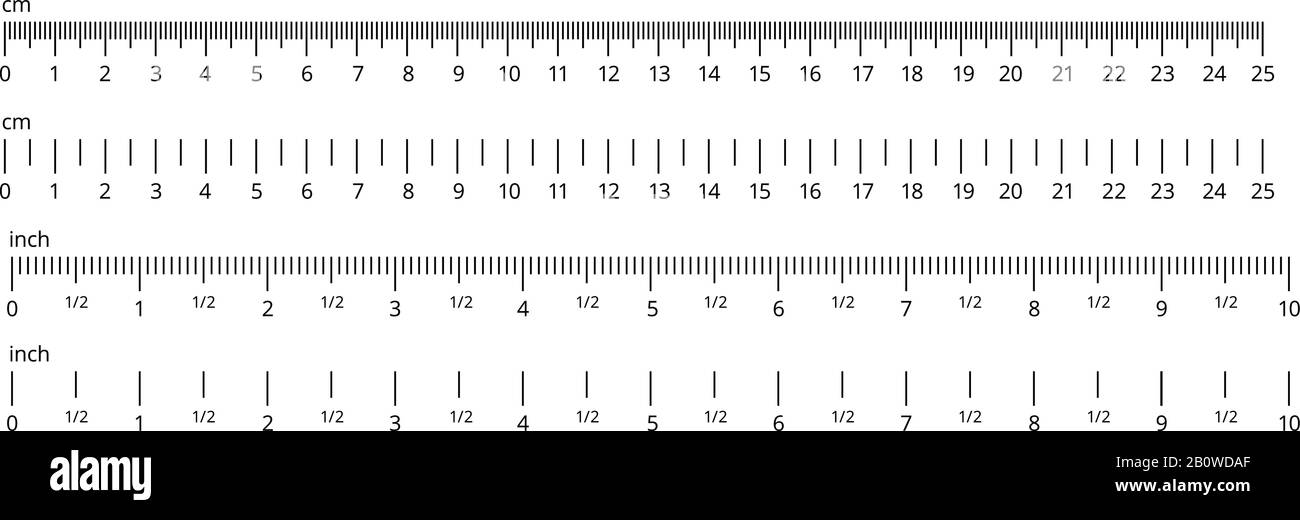 cm
0 1 2 3 4 5 6 7 8 9 10 11 12 13 14 15 16 17 18 19 20 21 22 23 24 25
cm
0 1 2 3 4 5 6 7 8 9 10 11 12 13 14 15 16 17 18 19 20 21 22 23 24 25
inch
0 1/2 1 1/2 2 1/2 3 1/2 4 1/2 5 1/2 6 1/2 7 1/2 8 1/2 9 1/2 10
inch
0 1/2 1 1/2 2 1/2 3 1/2 4 1/2 5 1/2 6 1/2 7 1/2 8 1/2 9 1/2 10
alamy
Image ID: 2B0WDAF
www.alamy.com